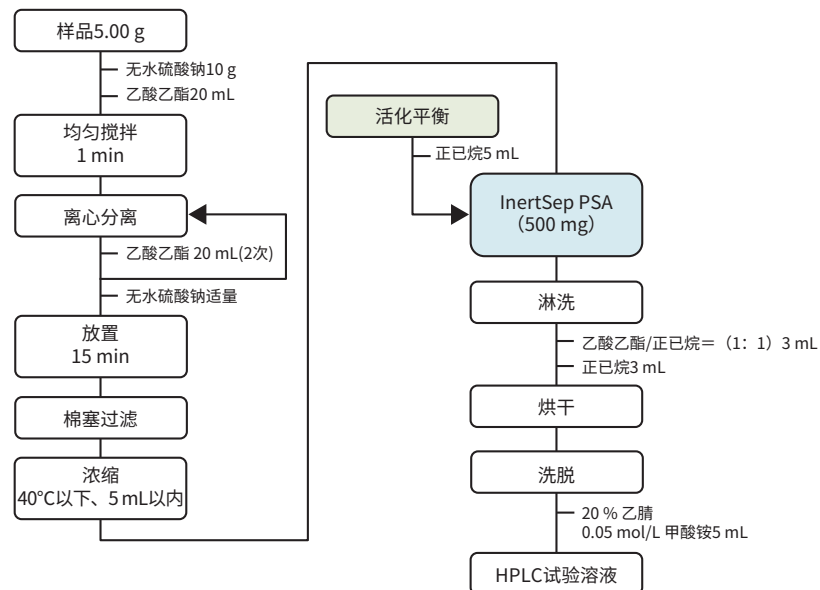 样品5.00 g
无水硫酸钠10 g
乙酸乙酯20 mL
均匀搅拌
1 min
离心分离
乙酸乙酯 20 mL(2次)
无水硫酸钠适量
放置
15 min
棉塞过滤
浓缩
40℃以下、5 mL以内
活化平衡
正已烷5 mL
InertSep PSA
（500 mg）
淋洗
乙酸乙酯/正已烷＝（1：1）3 mL
正已烷3 mL
烘干
洗脱
20 % 乙腈
0.05 mol/L 甲酸铵5 mL
HPLC试验溶液